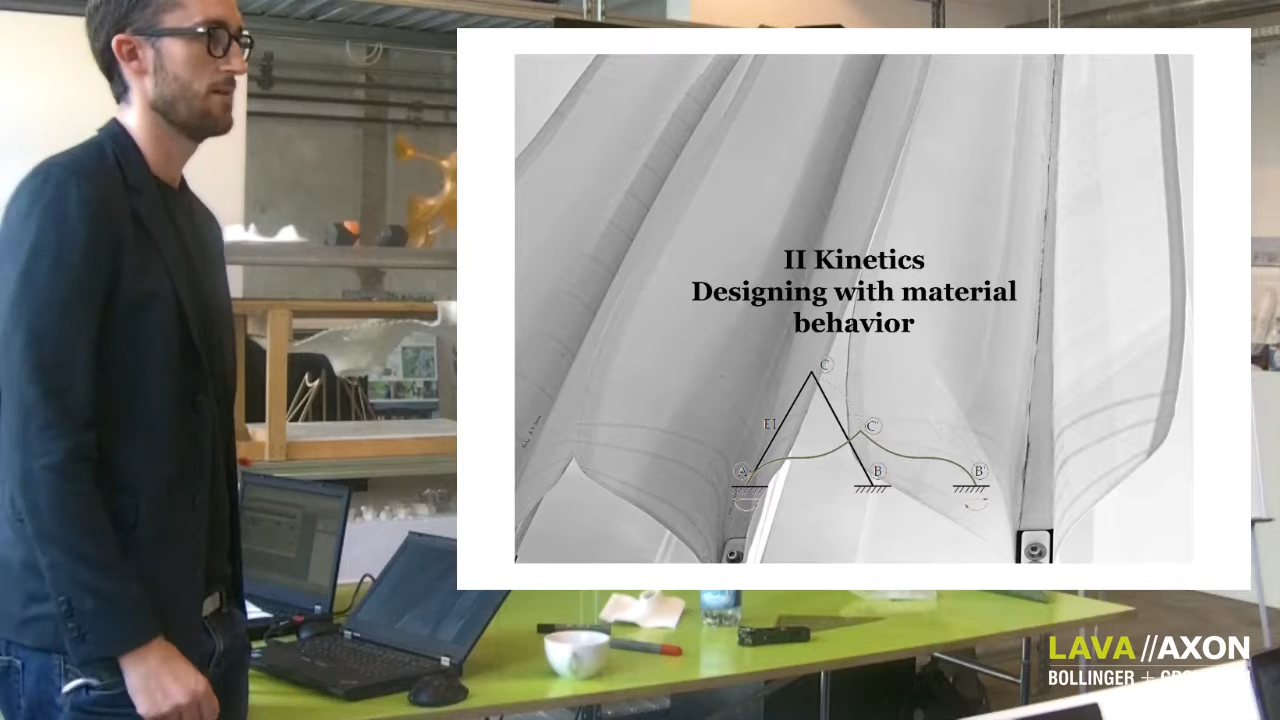 II Kinetics
Designing with material
behavior
C
EI
C'
A
B
B'
LAVA //AXON
BOLLINGER +